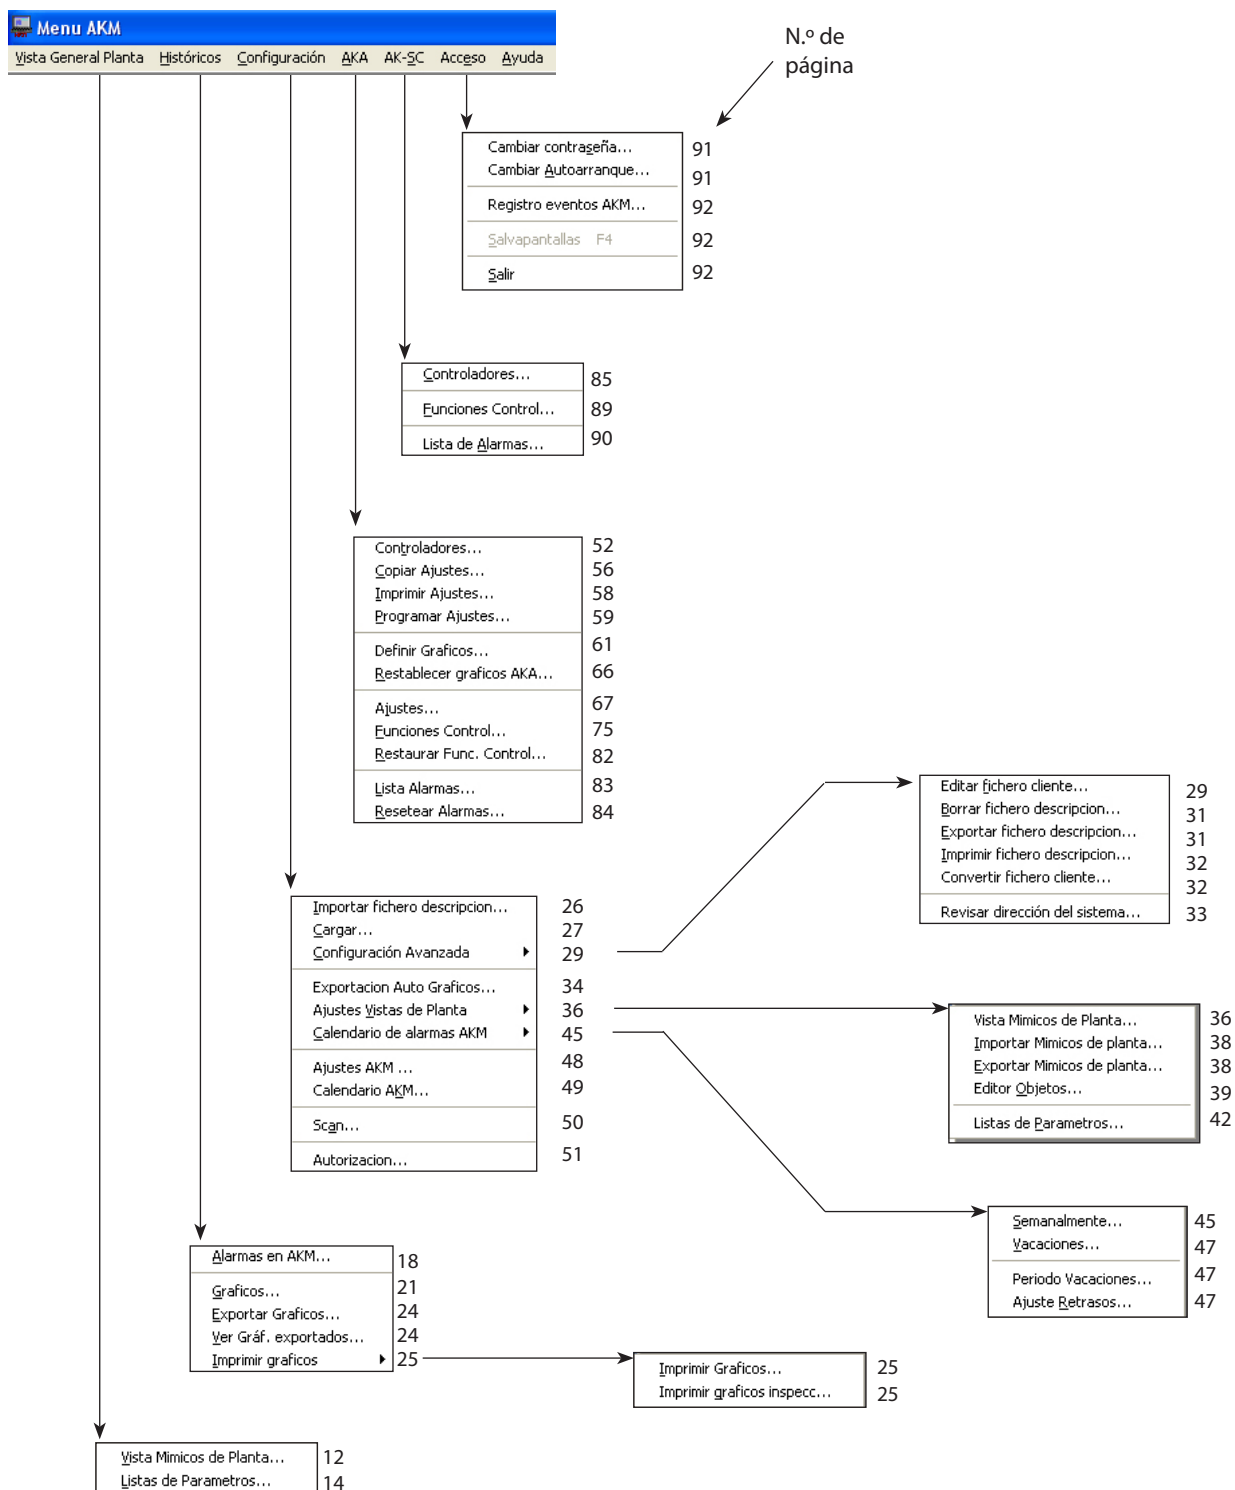 Menu AKM
Vista General Planta Históricos Configuración AKA AK-SC Acceso Ayuda
N.º de
página
Cambiar contraseña... 91
Cambiar Autoarranque... 91
Registro eventos AKM... 92
Salvapantallas F4 92
Salir 92
Controladores... 85
Funciones Control... 89
Lista de Alarmas... 90
Controladores... 52
Copiar Ajustes... 56
Imprimir Ajustes... 58
Programar Ajustes... 59
Definir Graficos... 61
Restablecer graficos AKA... 66
Ajustes... 67
Funciones Control... 75
Restaurar Func. Control... 82
Lista Alarmas... 83
Resetear Alarmas... 84
Editar fichero cliente... 29
Borrar fichero descripcion... 31
Exportar fichero descripcion... 31
Imprimir fichero descripcion... 32
Convertir fichero cliente... 32
Revisar dirección del sistema... 33
Importar fichero descripcion... 26
Cargar... 27
Configuración Avanzada 29
Exportacion Auto Graficos... 34
Ajustes Vistas de Planta 36
Calendario de alarmas AKM 45
Ajustes AKM ... 48
Calendario AKM... 49
Scan... 50
Autorizacion... 51
Vista Mimicos de Planta... 36
Importar Mimicos de planta... 38
Exportar Mimicos de planta... 38
Editor Objetos... 39
Listas de Parametros... 42
Semanalmente... 45
Vacaciones... 47
Periodo Vacaciones... 47
Ajuste Retrasos... 47
Alarmas en AKM... 18
Graficos... 21
Exportar Graficos... 24
Ver Gráf. exportados... 24
Imprimir graficos 25
Imprimir Graficos... 25
Imprimir graficos inspecc... 25
Vista Mimicos de Planta... 12
Listas de Parametros... 14